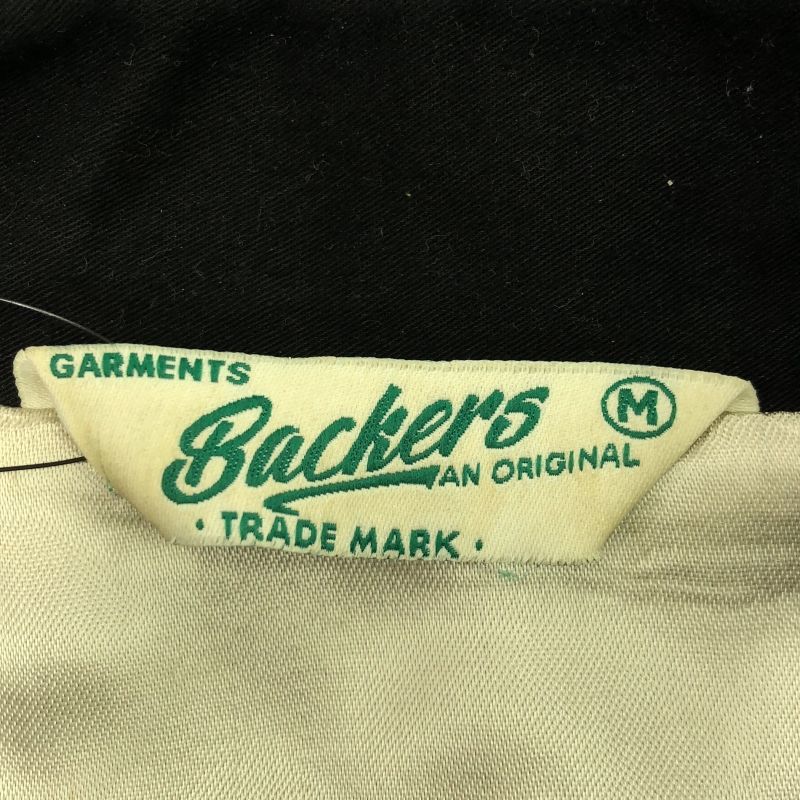 GARMENTS
Backers
M
AN ORIGINAL
· TRADE MARK ·